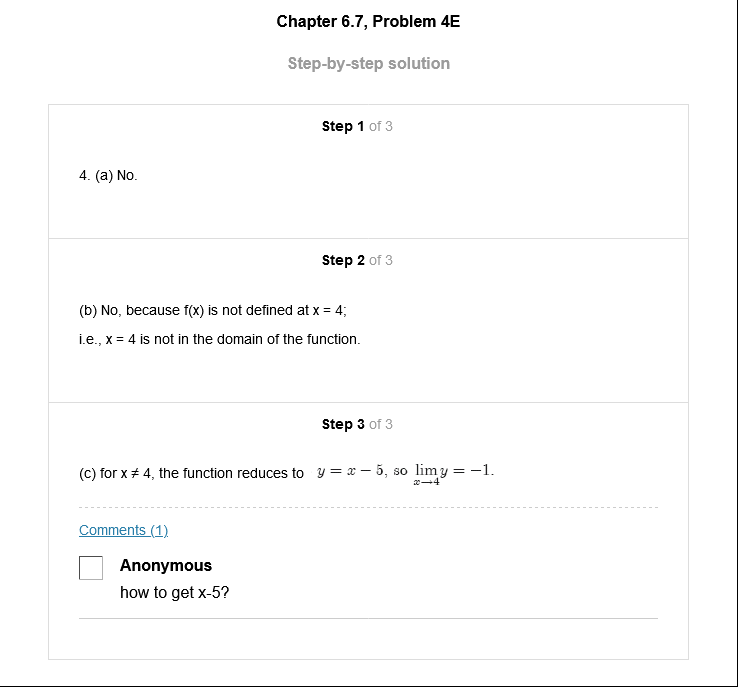 Chapter 6.7, Problem 4E
Step-by-step solution
Step 1 of 3
4. (a) No.
Step 2 of 3
(b) No, because f(x) is not defined at x = 4;
i.e., x = 4 is not in the domain of the function.
Step 3 of 3
(c) for x ≠ 4, the function reduces to y = x − 5, so lim y = −1.
x→4
Comments (1)
Anonymous
how to get x-5?